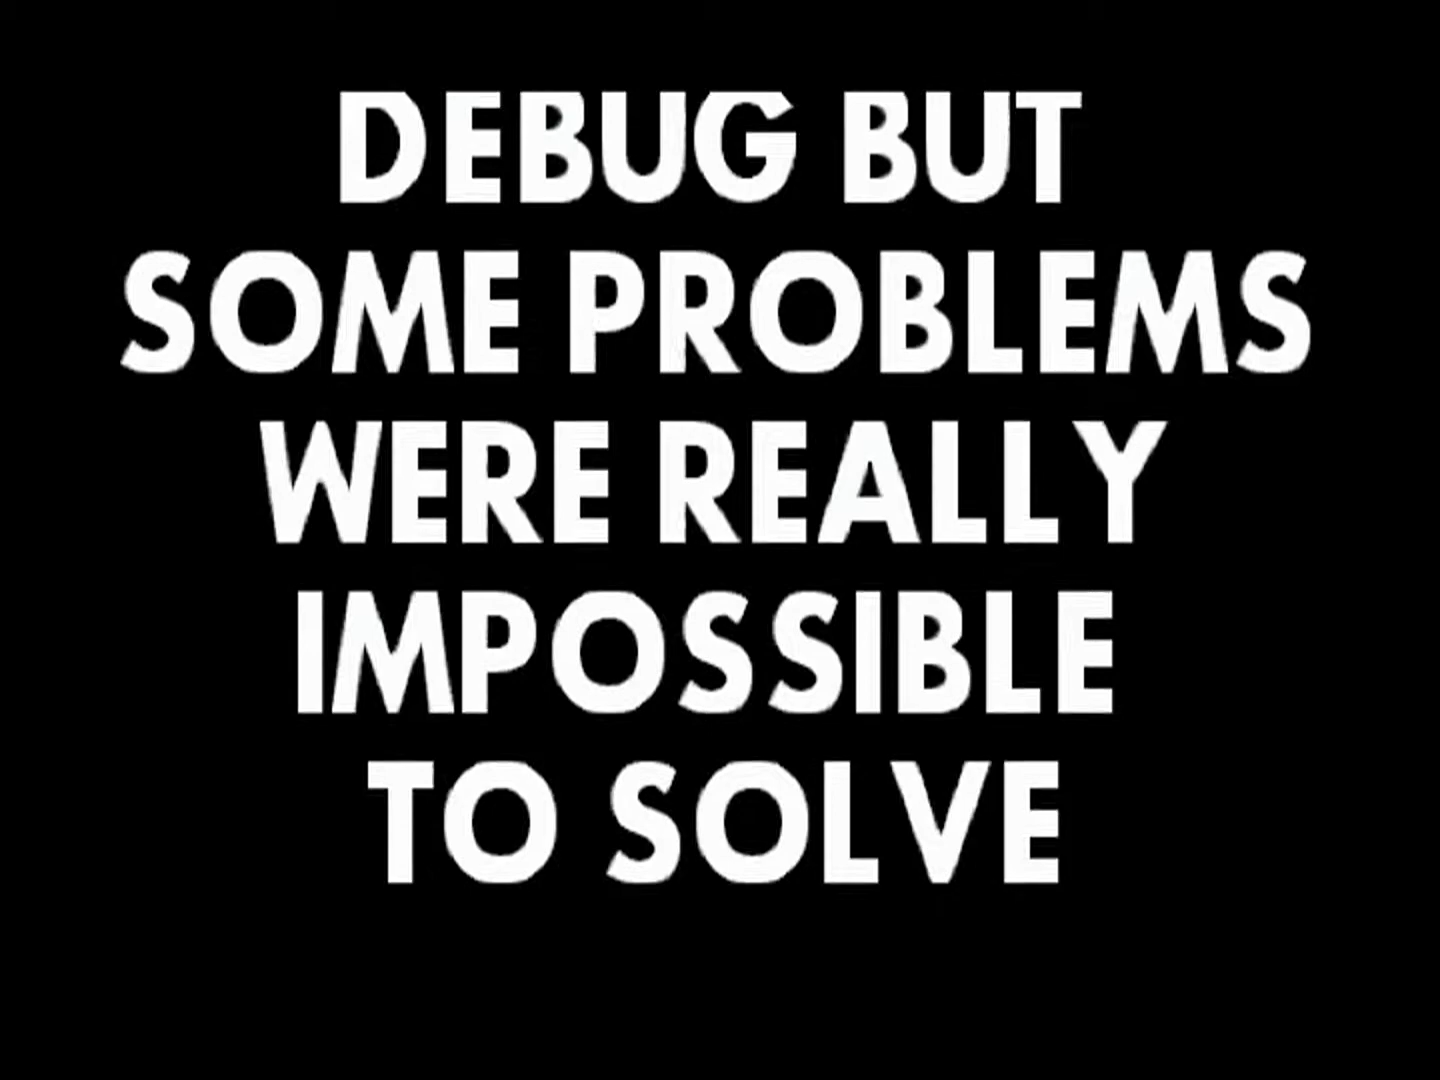 DEBUG BUT
SOME PROBLEMS
WERE REALLY
IMPOSSIBLE
TO SOLVE